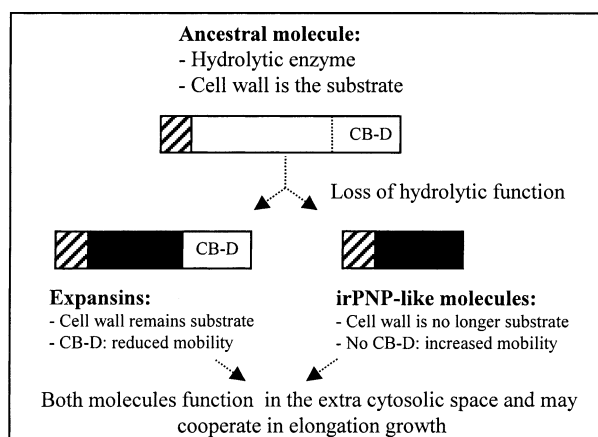 Ancestral molecule:
- Hydrolytic enzyme
- Cell wall is the substrate
CB-D
Loss of hydrolytic function
CB-D
Expansins:
- Cell wall remains substrate
- CB-D: reduced mobility
irPNP-like molecules:
- Cell wall is no longer substrate
- No CB-D: increased mobility
Both molecules function in the extra cytosolic space and may
cooperate in elongation growth